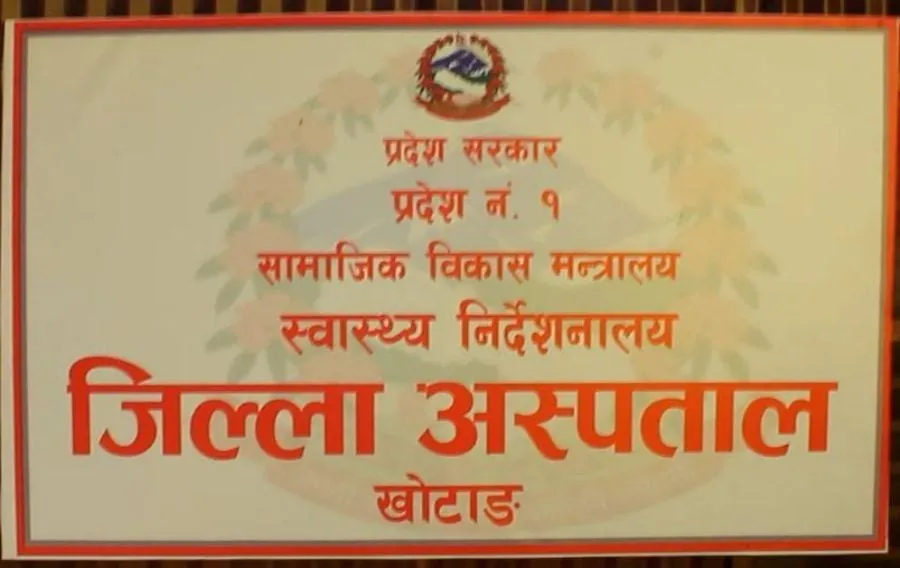 प्रदेश सरकार
प्रदेश नं. १
सामाजिक विकास मन्त्रालय
स्वास्थ्य निर्देशनालय
जिल्ला अस्पताल
खोटाङ